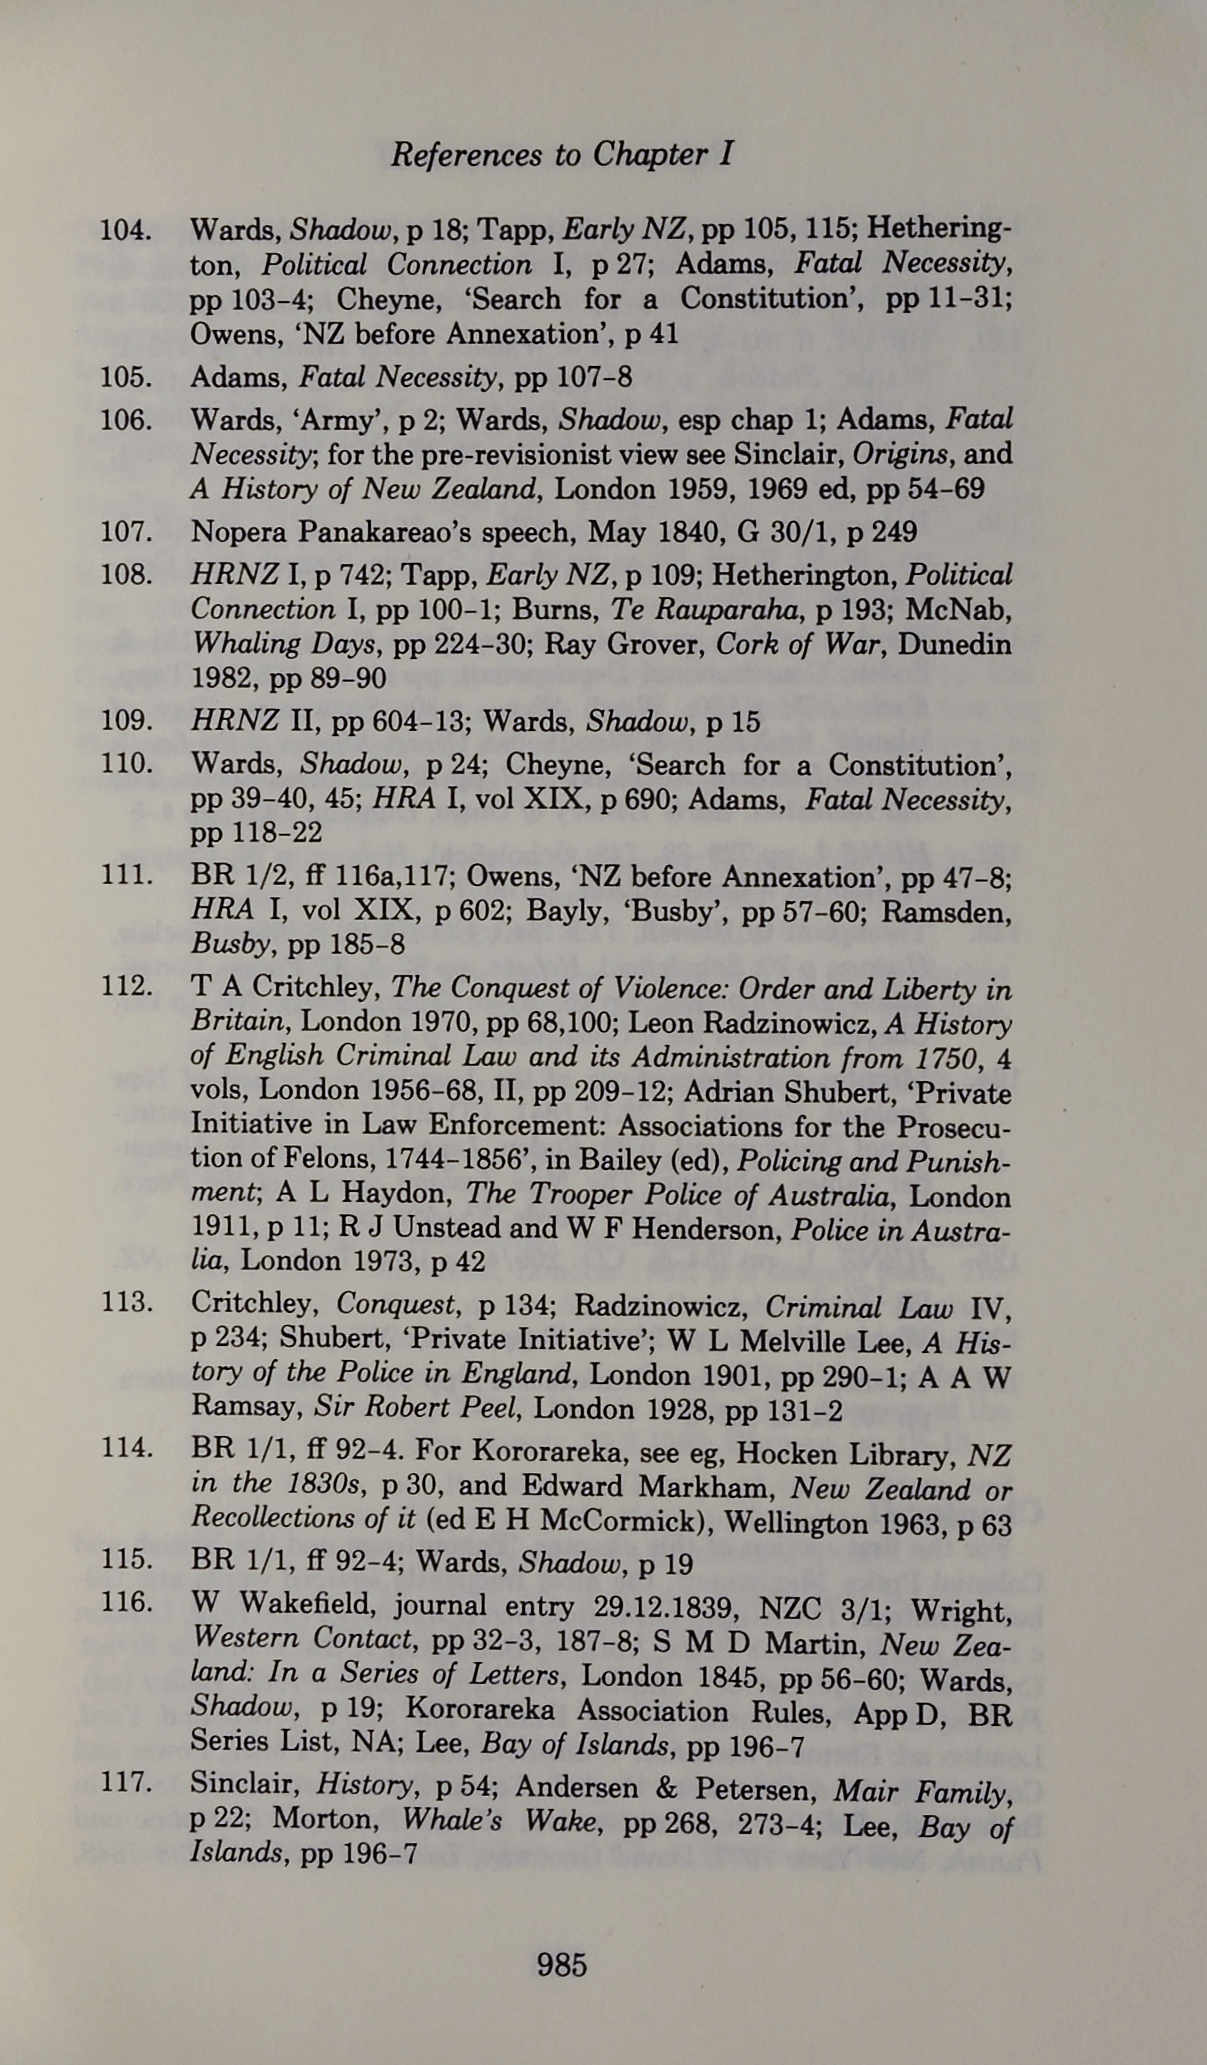 References to Chapter I
104. Wards, Shadow, p 18; Tapp, Early NZ, pp 105, 115; Hethering-
ton, Political Connection I, p 27; Adams, Fatal Necessity,
pp 103–4; Cheyne, ‘Search for a Constitution’, pp 11–31;
Owens, ‘NZ before Annexation’, p 41
105. Adams, Fatal Necessity, pp 107–8
106. Wards, ‘Army’, p 2; Wards, Shadow, esp chap 1; Adams, Fatal
Necessity; for the pre-revisionist view see Sinclair, Origins, and
A History of New Zealand, London 1959, 1969 ed, pp 54–69
107. Nopera Panakareao’s speech, May 1840, G 30/1, p 249
108. HRNZ I, p 742; Tapp, Early NZ, p 109; Hetherington, Political
Connection I, pp 100–1; Burns, Te Rauparaha, p 193; McNab,
Whaling Days, pp 224–30; Ray Grover, Cork of War, Dunedin
1982, pp 89–90
109. HRNZ II, pp 604–13; Wards, Shadow, p 15
110. Wards, Shadow, p 24; Cheyne, ‘Search for a Constitution’,
pp 39–40, 45; HRA I, vol XIX, p 690; Adams, Fatal Necessity,
pp 118–22
111. BR 1/2, ff 116a,117; Owens, ‘NZ before Annexation’, pp 47–8;
HRA I, vol XIX, p 602; Bayly, ‘Busby’, pp 57–60; Ramsden,
Busby, pp 185–8
112. T A Critchley, The Conquest of Violence: Order and Liberty in
Britain, London 1970, pp 68,100; Leon Radzinowicz, A History
of English Criminal Law and its Administration from 1750, 4
vols, London 1956–68, II, pp 209–12; Adrian Shubert, ‘Private
Initiative in Law Enforcement: Associations for the Prosecu-
tion of Felons, 1744–1856’, in Bailey (ed), Policing and Punish-
ment; A L Haydon, The Trooper Police of Australia, London
1911, p 11; R J Unstead and W F Henderson, Police in Austra-
lia, London 1973, p 42
113. Critchley, Conquest, p 134; Radzinowicz, Criminal Law IV,
p 234; Shubert, ‘Private Initiative’; W L Melville Lee, A His-
tory of the Police in England, London 1901, pp 290–1; A A W
Ramsay, Sir Robert Peel, London 1928, pp 131–2
114. BR 1/1, ff 92–4. For Kororareka, see eg, Hocken Library, NZ
in the 1830s, p 30, and Edward Markham, New Zealand or
Recollections of it (ed E H McCormick), Wellington 1963, p 63
115. BR 1/1, ff 92–4; Wards, Shadow, p 19
116. W Wakefield, journal entry 29.12.1839, NZC 3/1; Wright,
Western Contact, pp 32–3, 187–8; S M D Martin, New Zea-
land: In a Series of Letters, London 1845, pp 56–60; Wards,
Shadow, p 19; Kororareka Association Rules, App D, BR
Series List, NA; Lee, Bay of Islands, pp 196–7
117. Sinclair, History, p 54; Andersen & Petersen, Mair Family,
p 22; Morton, Whale’s Wake, pp 268, 273–4; Lee, Bay of
Islands, pp 196–7
985